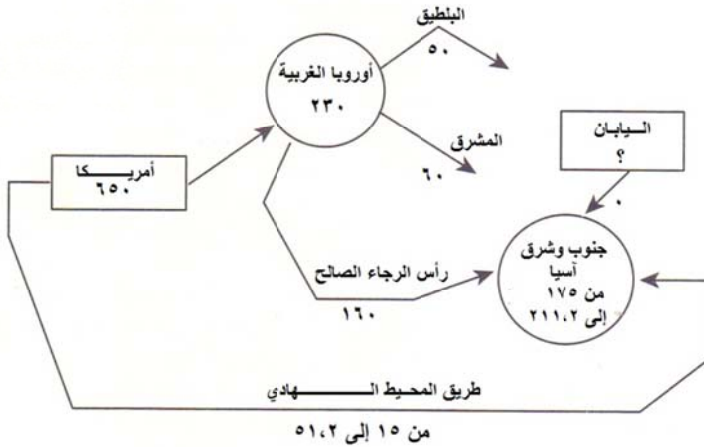 البلطيق
٥٠
أوروبا الغربية
٢٣٠
المشرق
٦٠
اليابان
؟
٠
أمريكا
٦٥٠
جنوب وشرق
آسيا
من ١٧٥
إلى ٢١١،٢
رأس الرجاء الصالح
١٦٠
طريق المحيط الهادي
من ١٥ إلى ٥١،٢